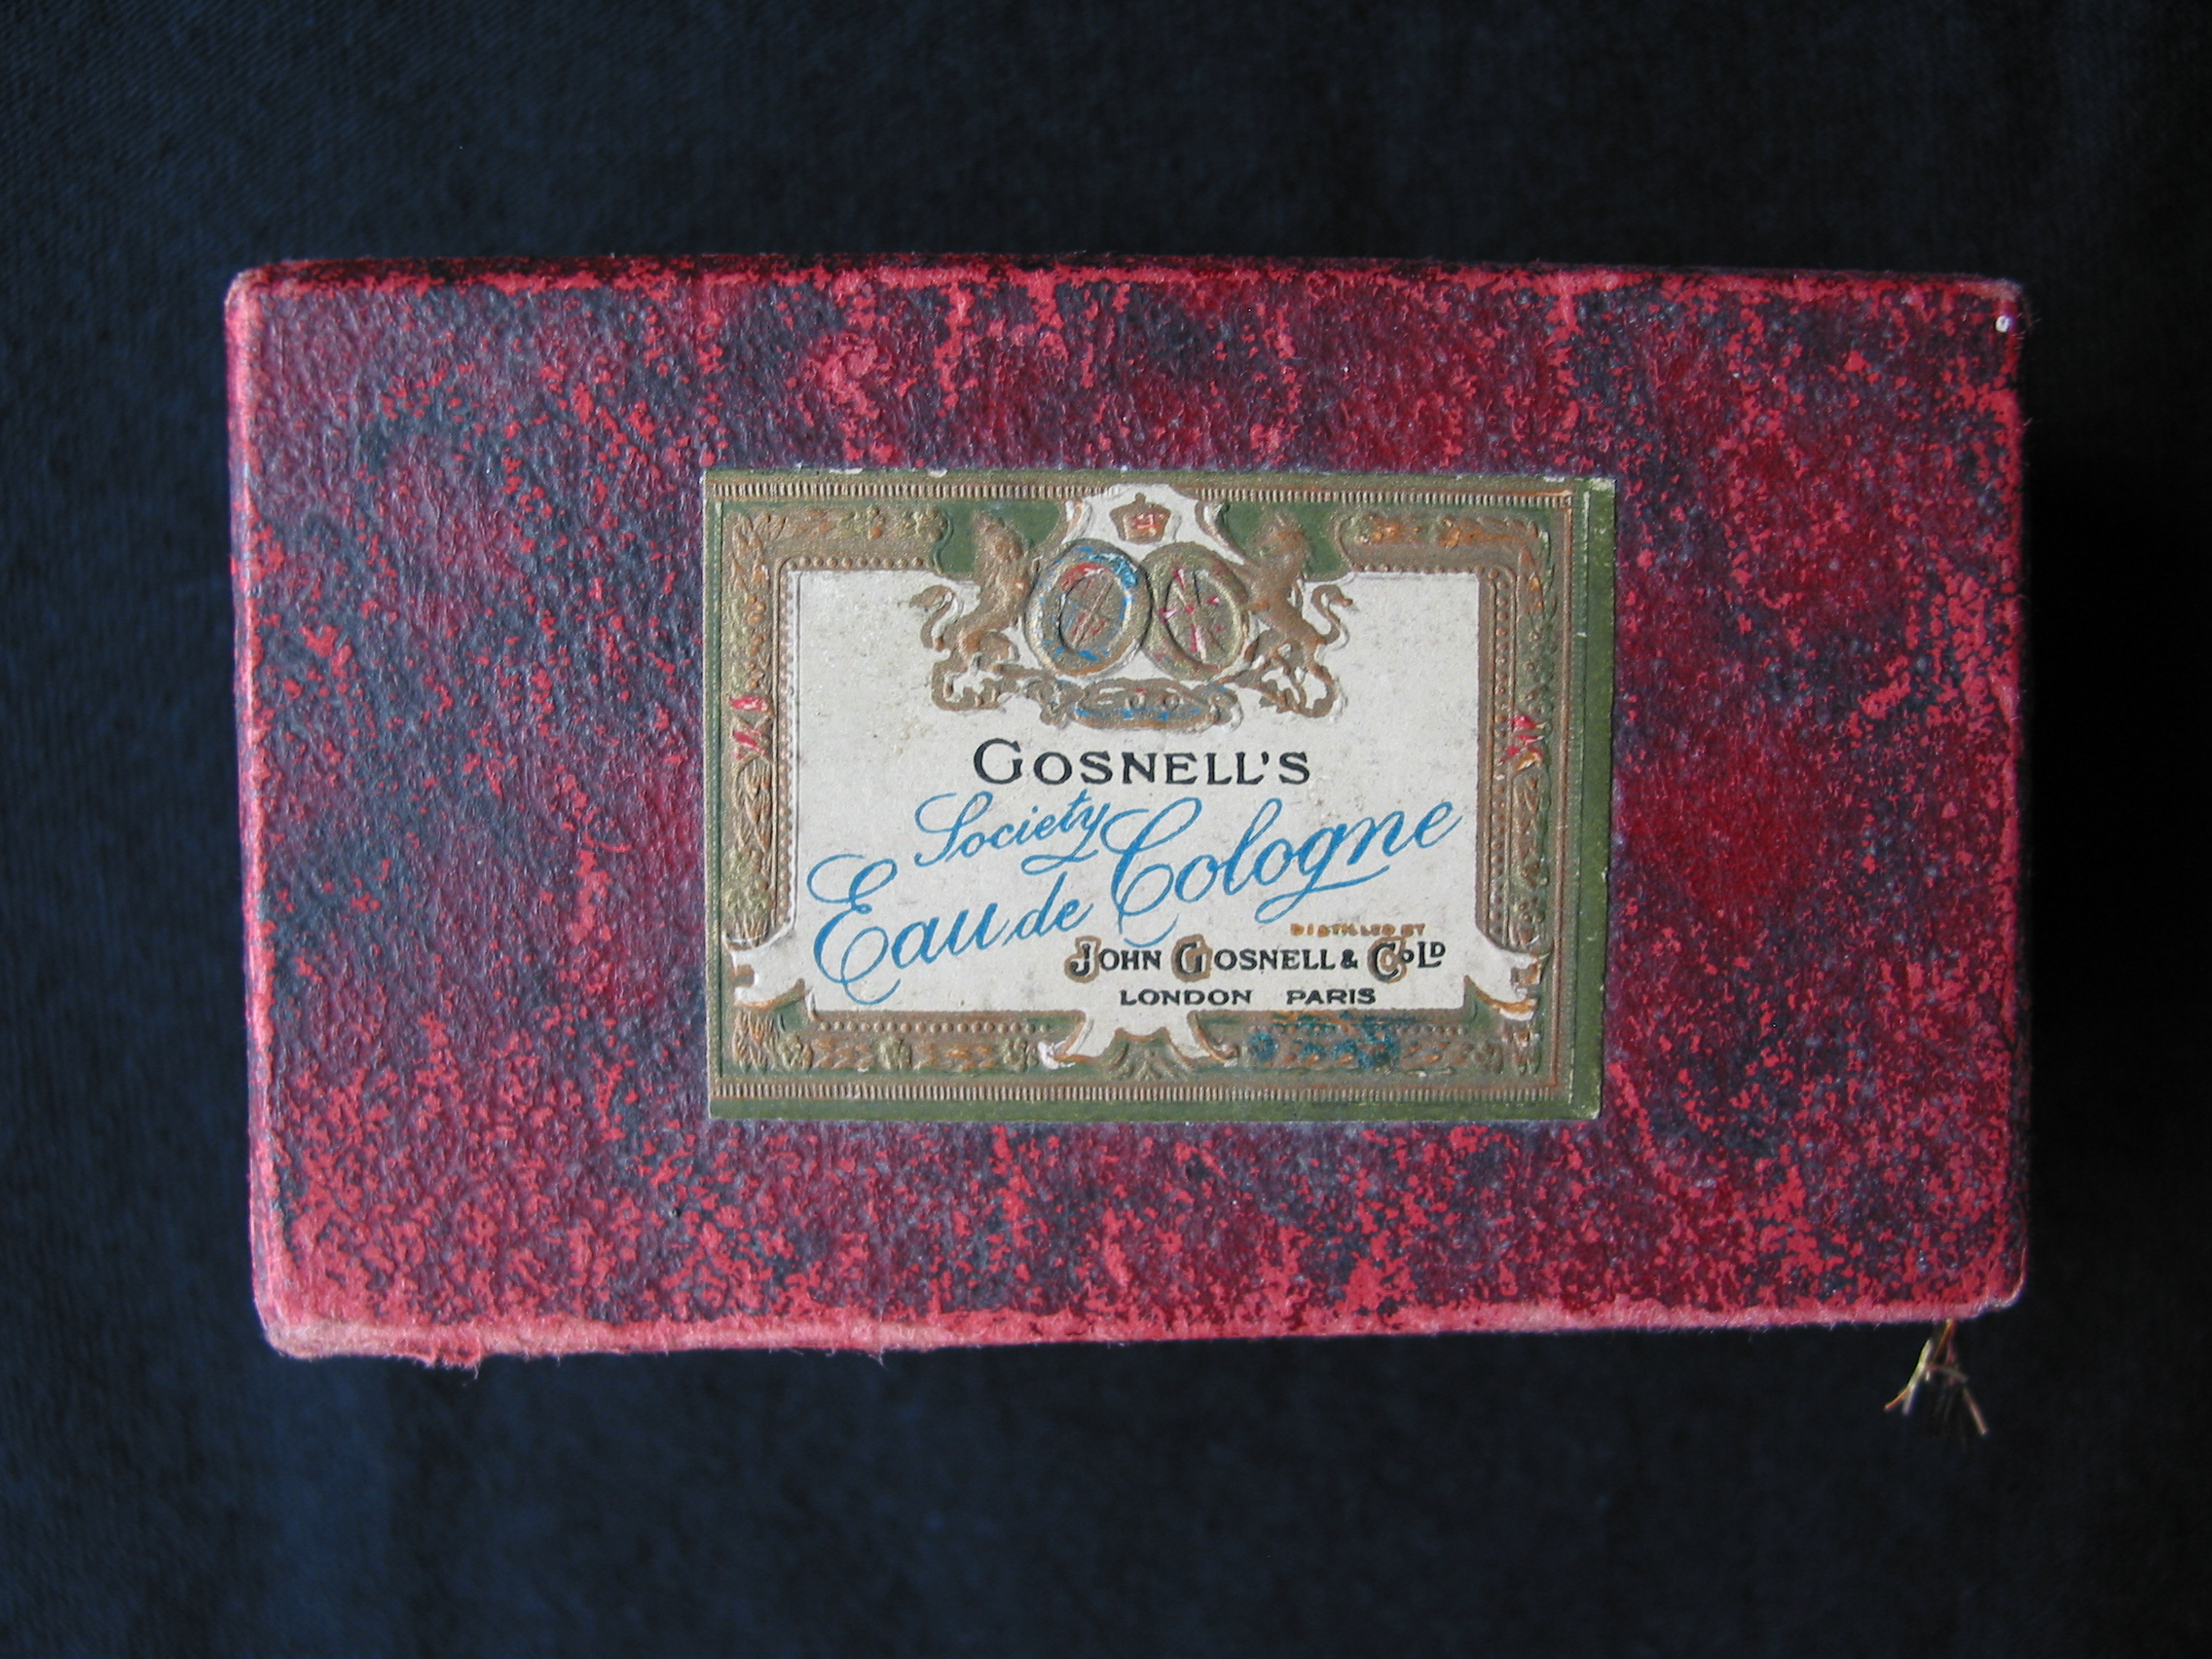 GOSNELL'S
Society
Eau de Cologne
DISTILLED BY
JOHN GOSNELL & CO LD
LONDON PARIS